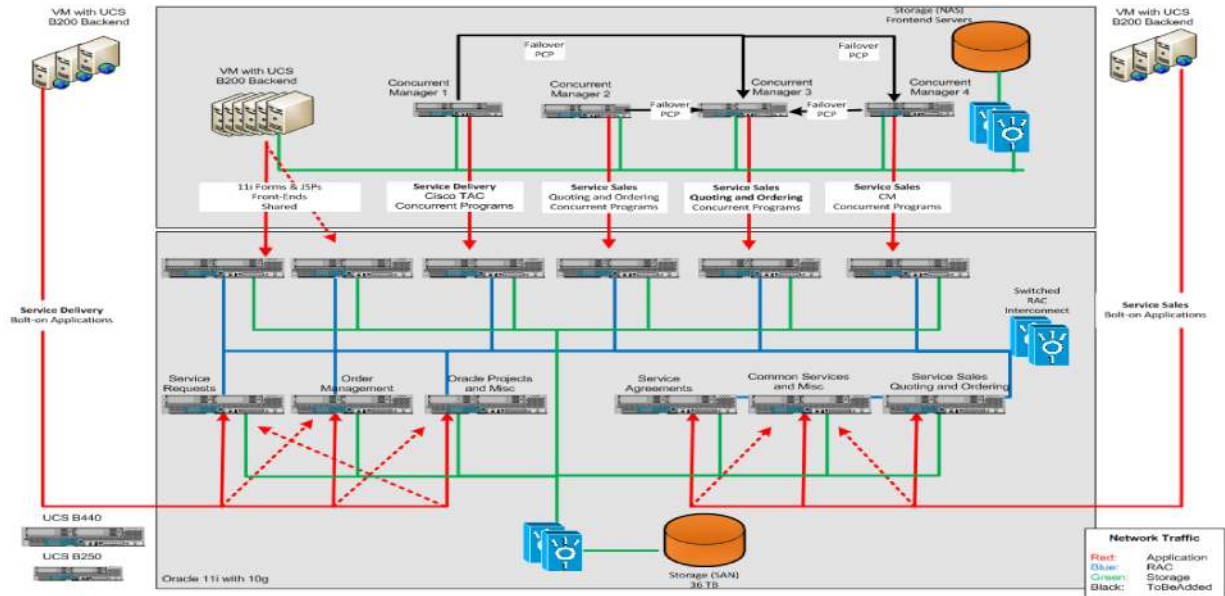 VM with UCS
B200 Backend
Storage (NAS)
Frontend Servers
VM with UCS
B200 Backend
Failover
PCP
Failover
PCP
VM with UCS
B200 Backend
Concurrent
Manager 1
Concurrent
Manager 2
Concurrent
Manager 3
Concurrent
Manager 4
Failover
PCP
Failover
PCP
11i Forms & JSPs
Front-Ends
Shared
Service Delivery
Cisco TAC
Concurrent Programs
Service Sales
Quoting and Ordering
Concurrent Programs
Service Sales
Quoting and Ordering
Concurrent Programs
Service Sales
CM
Concurrent Programs
Service Delivery
Bolt-on Applications
Switched
RAC
Interconnect
Service Sales
Bolt-on Applications
Service
Requests
Order
Management
Oracle Projects
and Misc
Service
Agreements
Common Services
and Misc
Service Sales
Quoting and Ordering
UCS B440
UCS B250
Oracle 11i with 10g
Storage (SAN)
36 TB
Network Traffic
Red: Application
Blue: RAC
Green: Storage
Black: ToBeAdded